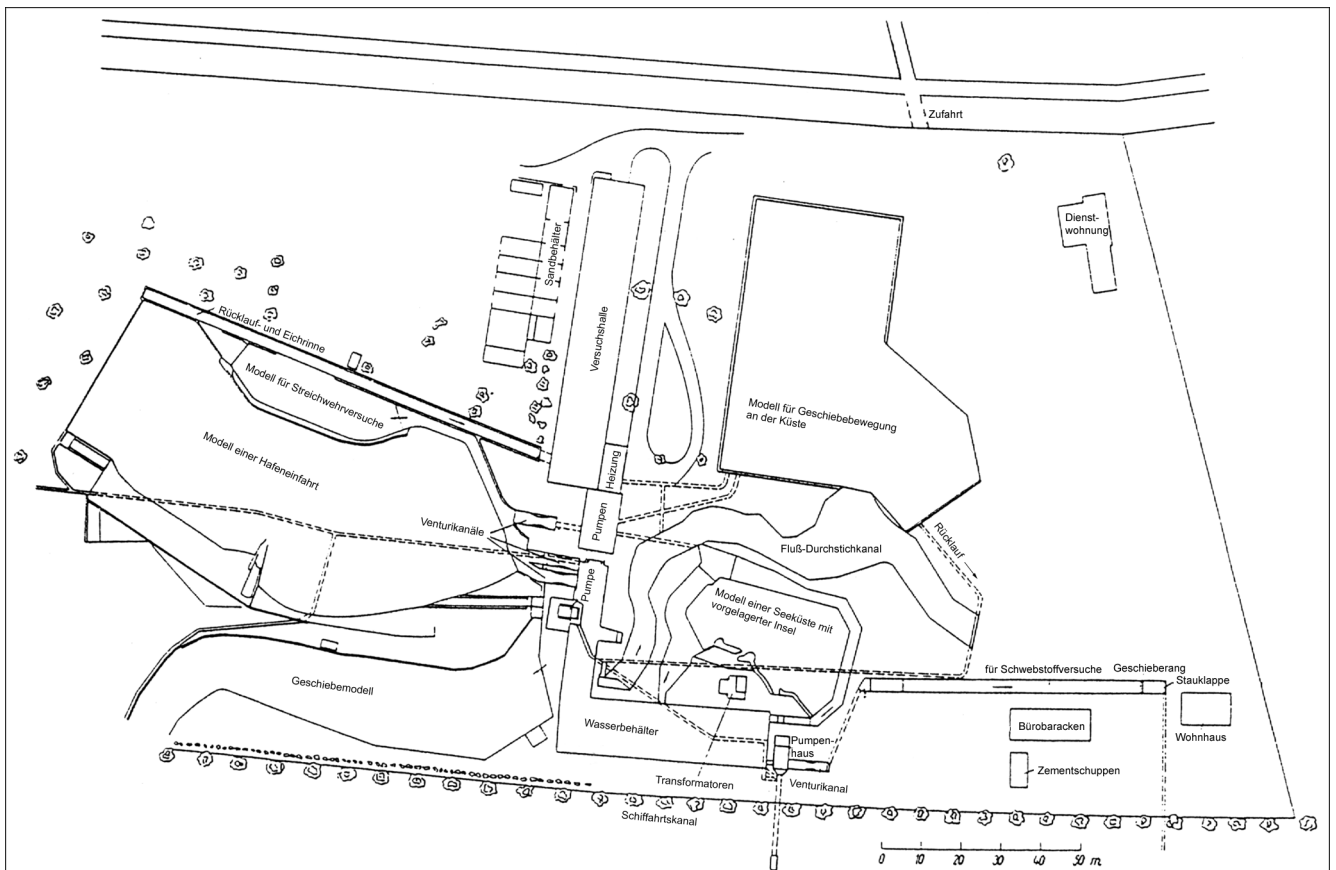 Zufahrt
Dienst-
wohnung
Sandbehälter
Versuchshalle
Rücklauf- und Eichrinne
Modell für Streichwehrversuche
Modell für Geschiebebewegung
an der Küste
Modell einer Hafeneinfahrt
Heizung
Pumpen
Venturikanäle
Rücklauf
Fluß-Durchstichkanal
Pumpe
Modell einer Seeküste mit
vorgelagerter Insel
für Schwebstoffversuche
Geschieberang
Stauklappe
Geschiebemodell
Wasserbehälter
Pumpen-
haus
Bürobaracken
Wohnhaus
Zementschuppen
Transformatoren
Venturikanal
Schiffahrtskanal
0 10 20 30 40 50 m.